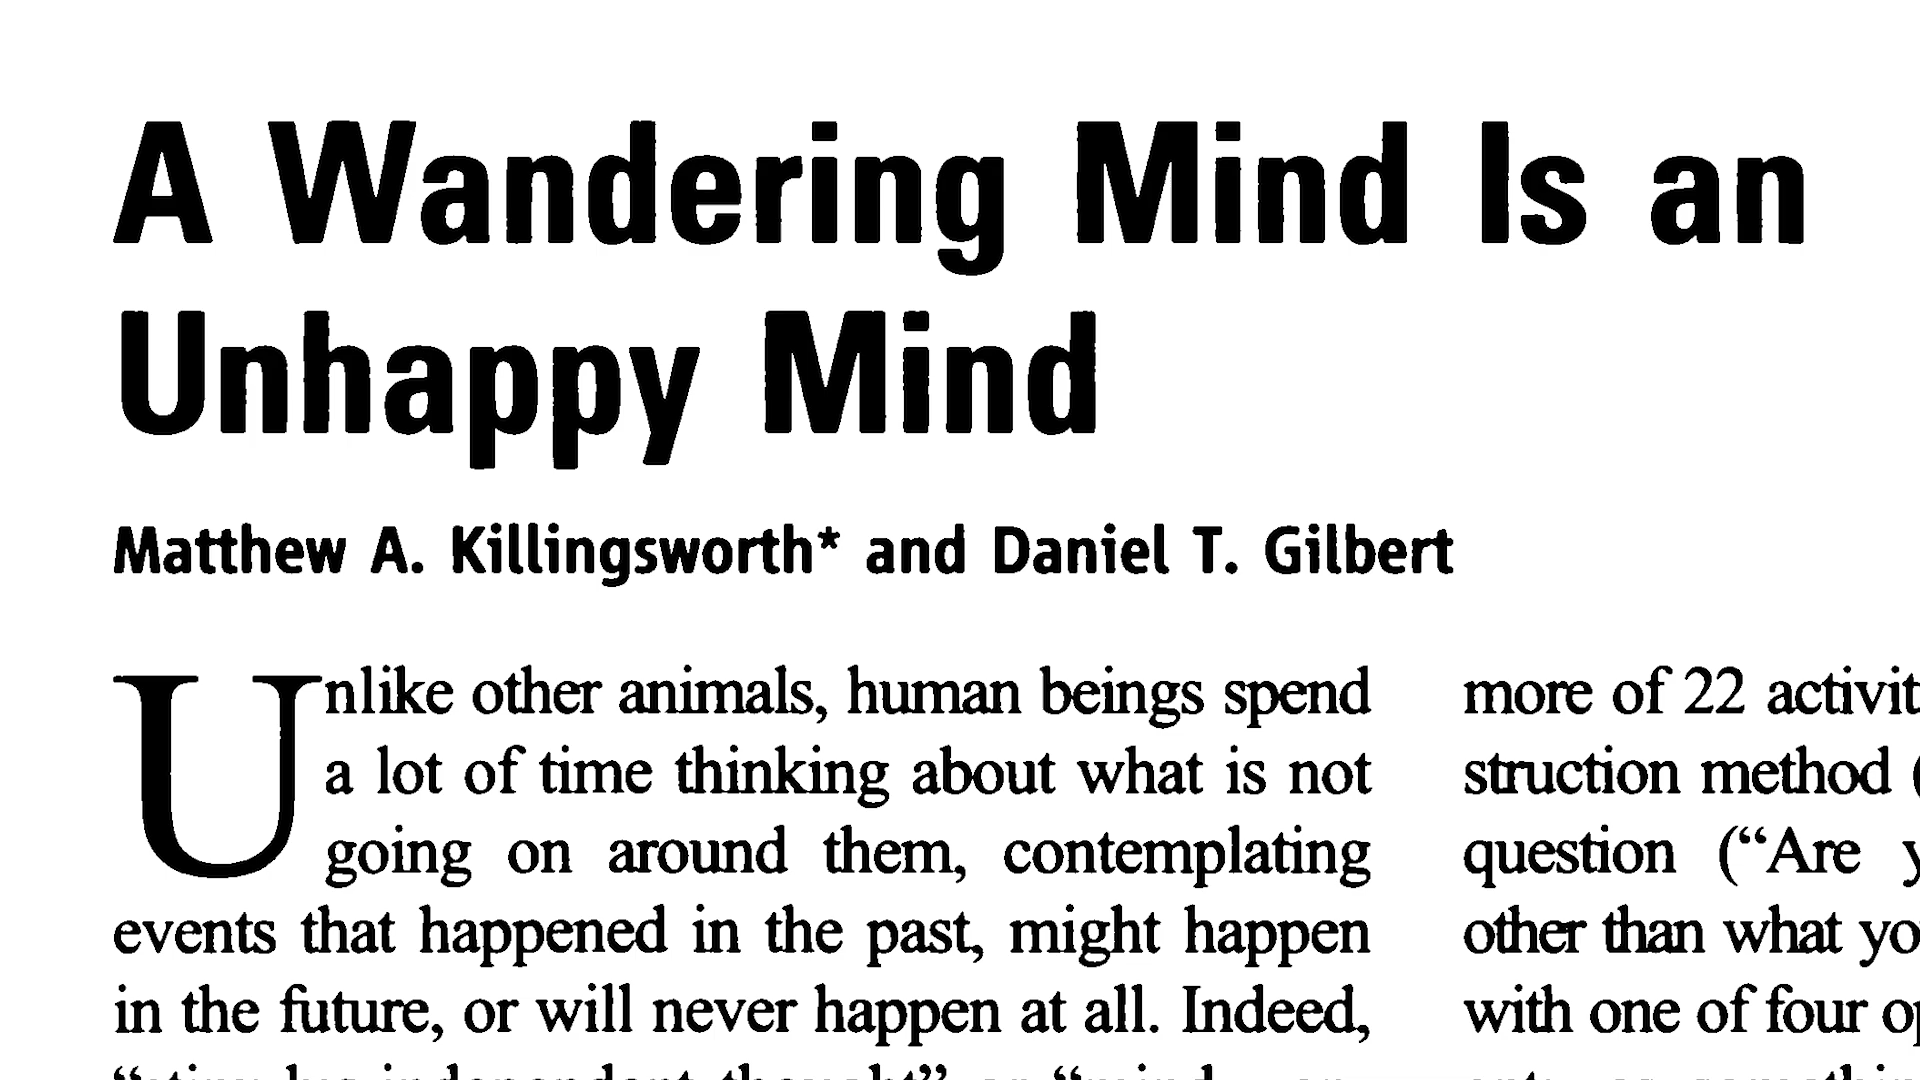 A Wandering Mind Is an
Unhappy Mind
Matthew A. Killingsworth* and Daniel T. Gilbert
Unlike other animals, human beings spend
a lot of time thinking about what is not
going on around them, contemplating
events that happened in the past, might happen
in the future, or will never happen at all. Indeed,
more of 22
struction method (
question (“Are
other than what
with one of four